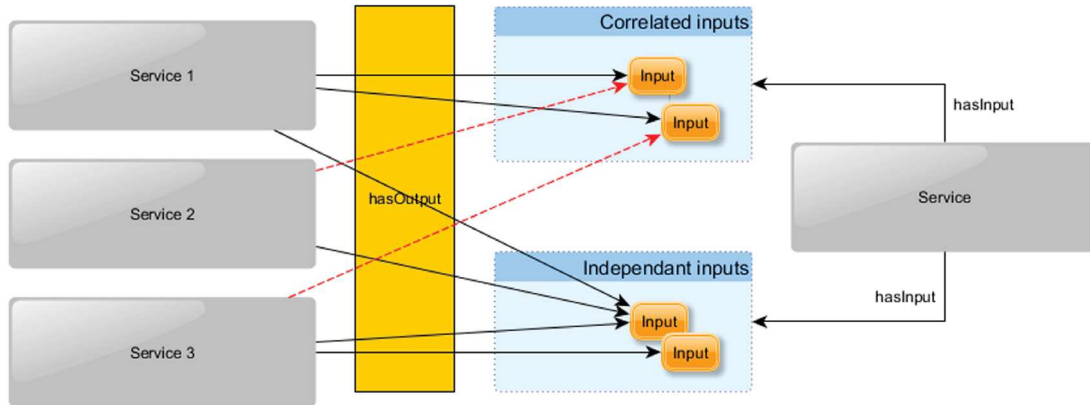 Correlated inputs
Service 1
Input
Input
hasInput
Service 2
hasOutput
Service
Independant inputs
hasInput
Input
Service 3
Input